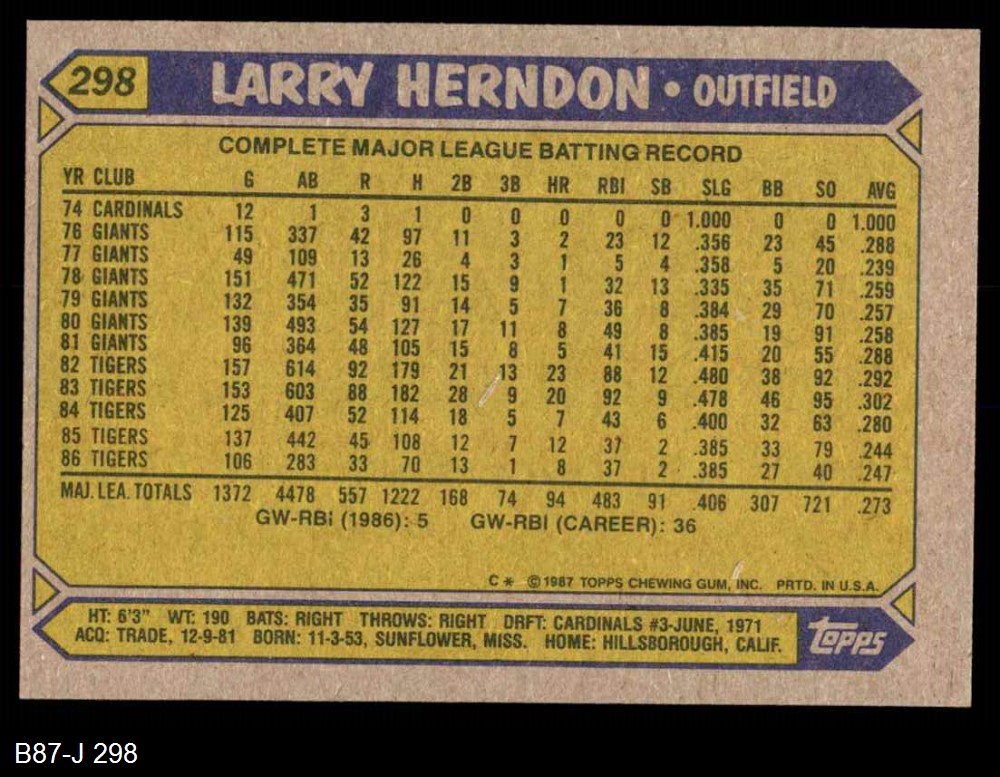 298 LARRY HERNDON • OUTFIELD
COMPLETE MAJOR LEAGUE BATTING RECORD
YR CLUB G AB R H 2B 3B HR RBI SB SLG BB SO AVG
74 CARDINALS 12 1 3 1 0 0 0 0 0 1.000 0 0 1.000
76 GIANTS 115 337 42 97 11 3 2 23 12 .356 23 45 .288
77 GIANTS 49 109 13 26 4 3 1 5 4 .358 5 20 .239
78 GIANTS 151 471 52 122 15 9 1 32 13 .335 35 71 .259
79 GIANTS 132 354 35 91 14 5 7 36 8 .384 29 70 .257
80 GIANTS 139 493 54 127 17 11 8 49 8 .385 19 91 .258
81 GIANTS 96 364 48 105 15 8 5 41 15 .415 20 55 .288
82 TIGERS 157 614 92 179 21 13 23 88 12 .480 38 92 .292
83 TIGERS 153 603 88 182 28 9 20 92 9 .478 46 95 .302
84 TIGERS 125 407 52 114 18 5 7 43 6 .400 32 63 .280
85 TIGERS 137 442 45 108 12 7 12 37 2 .385 33 79 .244
86 TIGERS 106 283 33 70 13 1 8 37 2 .385 27 40 .247
MAJ. LEA. TOTALS 1372 4478 557 1222 168 74 94 483 91 .406 307 721 .273
GW-RBI (1986): 5 GW-RBI (CAREER): 36
C * © 1987 TOPPS CHEWING GUM, INC. PRTD. IN U.S.A.
HT: 6'3" WT: 190 BATS: RIGHT THROWS: RIGHT DRFT: CARDINALS #3-JUNE, 1971
ACQ: TRADE, 12-9-81 BORN: 11-3-53, SUNFLOWER, MISS. HOME: HILLSBOROUGH, CALIF.
topps
B87-J 298